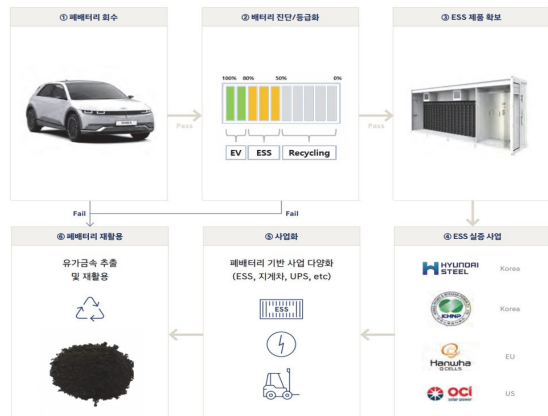 ① 폐배터리 회수
② 배터리 진단/등급화
③ ESS 제품 확보
100% 80% 50% 0%
EV ESS Recycling
Pass
Pass
Fail
Fail
⑥ 폐배터리 재활용
⑤ 사업화
④ ESS 실증 사업
유가금속 추출
및 재활용
폐배터리 기반 사업 다양화
(ESS, 지게차, UPS, etc)
ESS
HYUNDAI
STEEL
Korea
KHNP
Korea
Hanwha
Q CELLS
EU
OCI
solar power
US